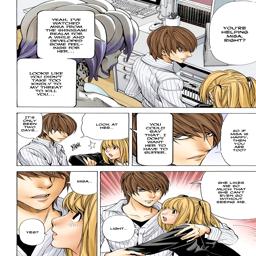 YOU'RE
HELPING
MISA,
RIGHT?
YEAH, I'VE
WATCHED
MISA FROM
THE SHINIGAMI
REALM FOR
A WHILE AND
DEVELOPED
SOME FEEL-
INGS FOR
HER...
LOOKS LIKE
YOU DIDN'T
TAKE TOO
KINDLY TO
MY THREAT
TO KILL
YOU...
SO IF
MISA IS
HAPPY,
THEN YOU
ARE TOO?
YOU
COULD
SAY
THAT. I
DON'T
WANT
HER TO
HAVE TO
SUFFER.
LOOK AT
HER...
IT'S
ONLY
BEEN
TWO
DAYS...
SHE LIKES
ME SO MUCH
THAT SHE
CAN'T EVEN
GO WITHOUT
SEEING ME.
LIGHT...
MISA...
YES?